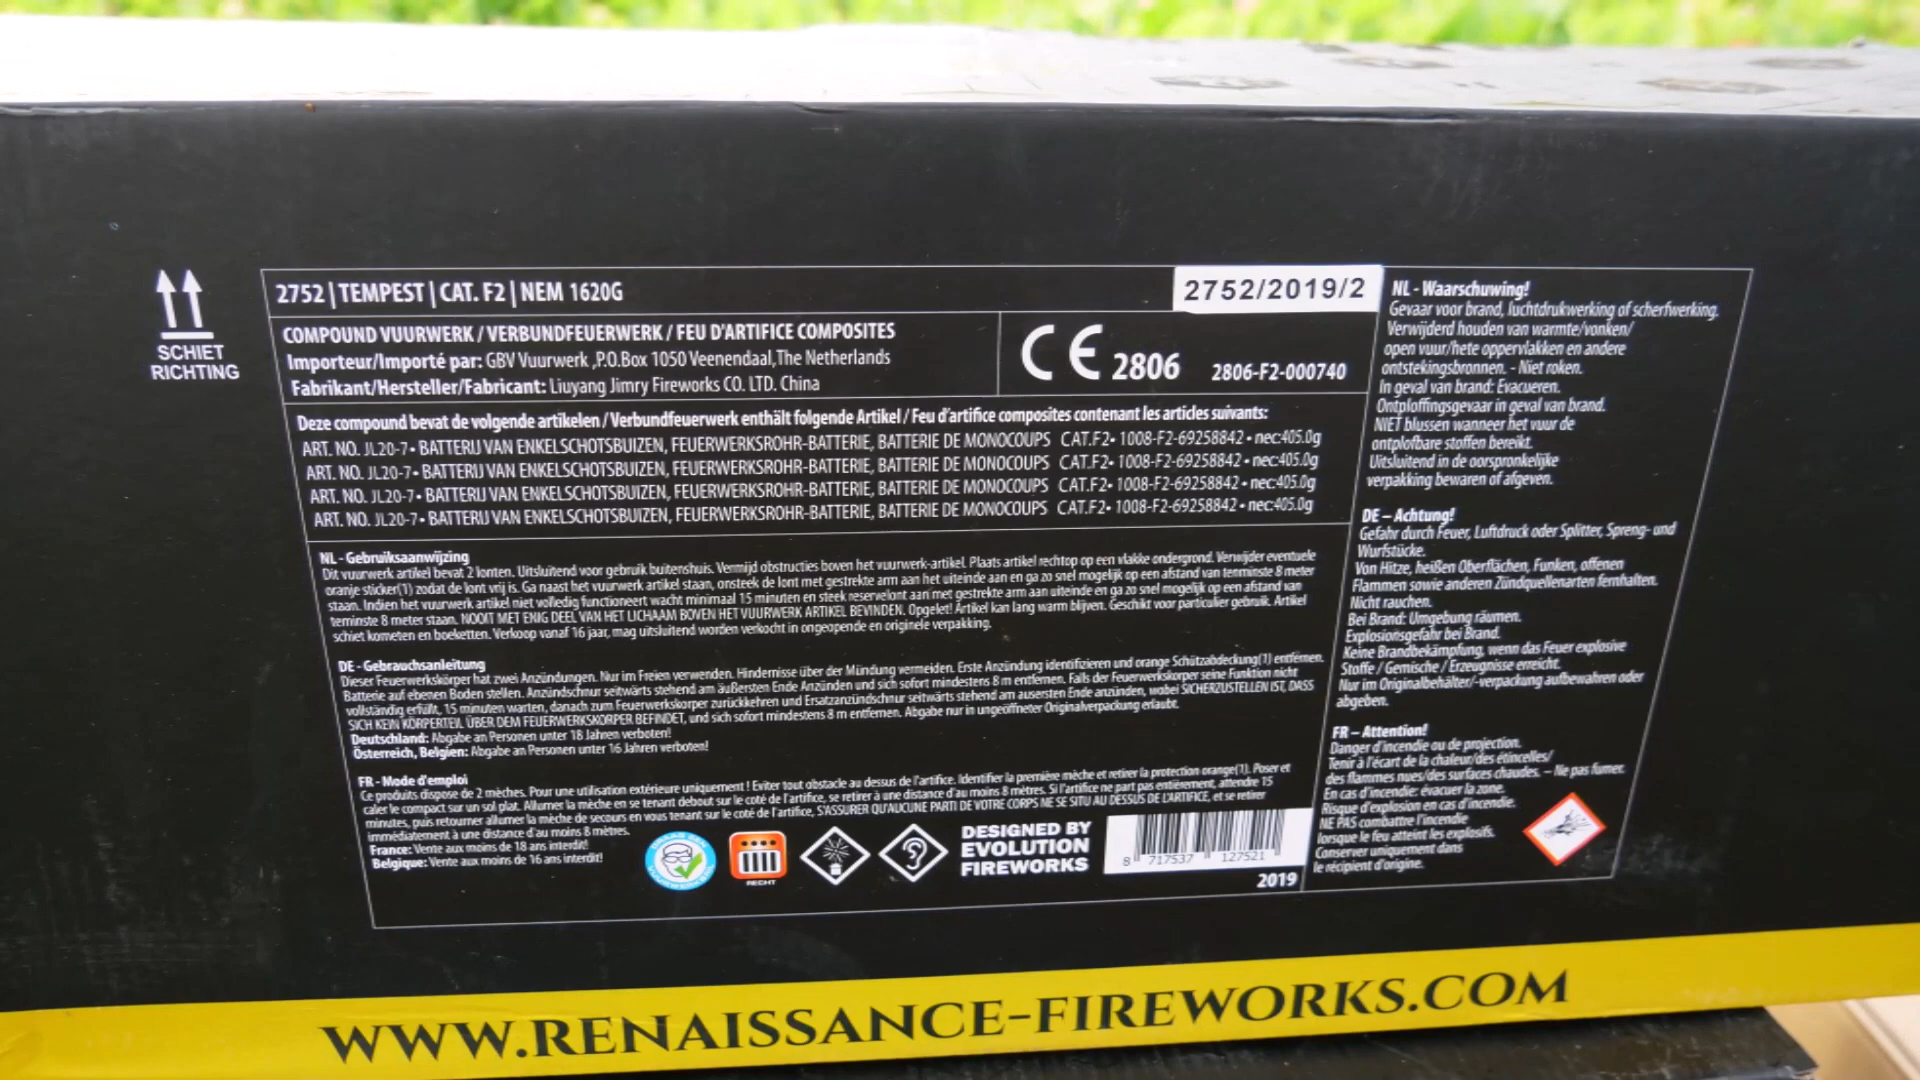 SCHIET
RICHTING
2752 | TEMPEST | CAT. F2 | NEM 1620G
2752/2019/2
COMPOUND VUURWERK / VERBUNDFEUERWERK / FEU D'ARTIFICE COMPOSITES
Importeur/Importé par: GBV Vuurwerk ,P.O.Box 1050 Veenendaal,The Netherlands
Fabrikant/Hersteller/Fabricant: Liuyang Jimry Fireworks CO. LTD. China
CE 2806 2806-F2-000740
Deze compound bevat de volgende artikelen / Verbundfeuerwerk enthält folgende Artikel / Feu d'artifice composites contenant les articles suivants:
ART. NO. JL20-7• BATTERIJ VAN ENKELSCHOTSBUIZEN, FEUERWERKSROHR-BATTERIE, BATTERIE DE MONOCOUPS CAT.F2• 1008-F2-69258842 • nec:405.0g
ART. NO. JL20-7• BATTERIJ VAN ENKELSCHOTSBUIZEN, FEUERWERKSROHR-BATTERIE, BATTERIE DE MONOCOUPS CAT.F2• 1008-F2-69258842 • nec:405.0g
ART. NO. JL20-7• BATTERIJ VAN ENKELSCHOTSBUIZEN, FEUERWERKSROHR-BATTERIE, BATTERIE DE MONOCOUPS CAT.F2• 1008-F2-69258842 • nec:405.0g
ART. NO. JL20-7• BATTERIJ VAN ENKELSCHOTSBUIZEN, FEUERWERKSROHR-BATTERIE, BATTERIE DE MONOCOUPS CAT.F2• 1008-F2-69258842 • nec:405.0g
NL - Gebruiksaanwijzing
Dit vuurwerk artikel bevat 2 lonten. Uitsluitend voor gebruik buitenshuis. Vermijd obstructies boven het vuurwerk-artikel. Plaats artikel rechtop op een vlakke ondergrond. Verwijder eventuele
oranje sticker(1) zodat de lont vrij is. Ga naast het vuurwerk artikel staan, onsteek de lont met gestrekte arm aan het uiteinde aan en ga zo snel mogelijk op een afstand van tenminste 8 meter
staan. Indien het vuurwerk artikel niet volledig functioneert wacht minimaal 15 minuten en steek reservelont aan met gestrekte arm aan uiteinde en ga zo snel mogelijk op een afstand van
teminste 8 meter staan. NOOIT MET ENIG DEEL VAN HET LICHAAM BOVEN HET VUURWERK ARTIKEL BEVINDEN. Opgelet! Artikel kan lang warm blijven. Geschikt voor particulier gebruik. Artikel
schiet kometen en boeketten. Verkoop vanaf 16 jaar, mag uitsluitend worden verkocht in ongeopende en originele verpakking.
DE - Gebrauchsanleitung
Dieser Feuerwerkskörper hat zwei Anzündungen. Nur im Freien verwenden. Hindernisse über der Mündung vermeiden. Erste Anzündung identifizieren und orange Schützabdeckung(1) entfernen.
Batterie auf ebenen Boden stellen. Anzündschnur seitwärts stehend am äußersten Ende Anzünden und sich sofort mindestens 8 m entfernen. Falls der Feuerwerkskörper seine Funktion nicht
vollständig erfüllt, 15 minuten warten, danach zum Feuerwerkskorper zurückkehren und Ersatzanzündschnur seitwärts stehend am ausersten Ende anzünden, wobei SICHERZUSTELLEN IST, DASS
SICH KEIN KÖRPERTEIL ÜBER DEM FEUERWERKSKÖRPER BEFINDET, und sich sofort mindestens 8 m entfernen. Abgabe nur in ungeöffneter Originalverpackung erlaubt.
Deutschland: Abgabe an Personen unter 18 Jahren verboten!
Österreich, Belgien: Abgabe an Personen unter 16 Jahren verboten!
FR - Mode d'emploi
Ce produits dispose de 2 mèches. Pour une utilisation extérieure uniquement ! Eviter tout obstacle au dessus de l'artifice. Identifier la première mèche et retirer la protection orange(1). Poser et
caler le compact sur un sol plat. Allumer la mèche en se tenant debout sur le coté de l'artifice, se retirer à une distance d'au moins 8 mètres. Si l'artifice ne part pas entièrement, attendre 15
minutes, puis retourner allumer la mèche de secours en vous tenant sur le coté de l'artifice, S'ASSURER QU'AUCUNE PARTI DE VOTRE CORPS NE SE SITU AU DESSUS DE L'ARTIFICE, et se retirer
immédiatement à une distance d'au moins 8 mètres.
France: Vente aux moins de 18 ans interdit!
Belgique: Vente aux moins de 16 ans interdit!
RECHT
DESIGNED BY
EVOLUTION
FIREWORKS
8 717537 127521
2019
NL - Waarschuwing!
Gevaar voor brand, luchtdrukwerking of scherfwerking.
Verwijderd houden van warmte/vonken/
open vuur/hete oppervlakken en andere
ontstekingsbronnen. - Niet roken.
In geval van brand: Evacueren.
Ontploffingsgevaar in geval van brand.
NIET blussen wanneer het vuur de
ontplofbare stoffen bereikt.
Uitsluitend in de oorspronkelijke
verpakking bewaren of afgeven.
DE – Achtung!
Gefahr durch Feuer, Luftdruck oder Splitter, Spreng- und
Wurfstücke.
Von Hitze, heißen Oberflächen, Funken, offenen
Flammen sowie anderen Zündquellenarten fernhalten.
Nicht rauchen.
Bei Brand: Umgebung räumen.
Explosionsgefahr bei Brand.
Keine Brandbekämpfung, wenn das Feuer explosive
Stoffe / Gemische / Erzeugnisse erreicht.
Nur im Originalbehälter/-verpackung aufbewahren oder
abgeben.
FR – Attention!
Danger d'incendie ou de projection.
Tenir à l'écart de la chaleur/des étincelles/
des flammes nues/des surfaces chaudes. – Ne pas fumer.
En cas d'incendie: évacuer la zone.
Risque d'explosion en cas d'incendie.
NE PAS combattre l'incendie
lorsque le feu atteint les explosifs.
Conserver uniquement dans
le récipient d'origine.
WWW.RENAISSANCE-FIREWORKS.COM